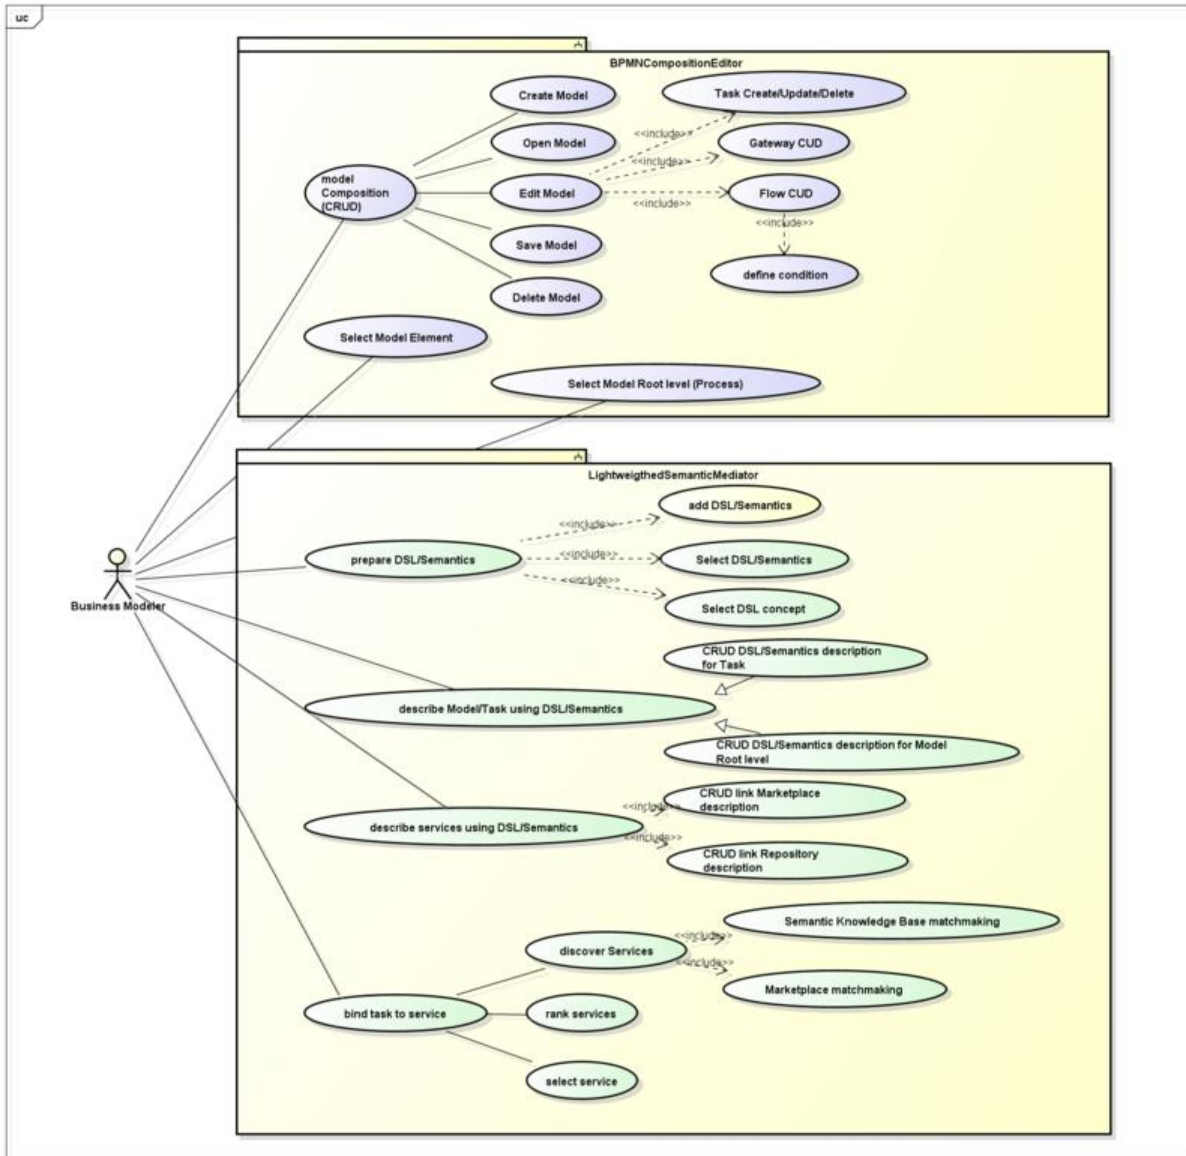 uc
BPMNCompositionEditor
Create Model
Task Create/Update/Delete
<<include>>
Open Model
Gateway CUD
<<include>>
model
Composition
(CRUD)
Edit Model
Flow CUD
<<include>>
<<include>>
Save Model
define condition
Delete Model
Select Model Element
Select Model Root level (Process)
LightweigthedSemanticMediator
add DSL/Semantics
<<include>>
prepare DSL/Semantics
<<include>>
Select DSL/Semantics
<<include>>
Select DSL concept
Business Modeler
CRUD DSL/Semantics description
for Task
describe Model/Task using DSL/Semantics
CRUD DSL/Semantics description for Model
Root level
CRUD link Marketplace
description
<<include>>
describe services using DSL/Semantics
<<include>>
CRUD link Repository
description
Semantic Knowledge Base matchmaking
<<include>>
discover Services
<<include>>
Marketplace matchmaking
bind task to service
rank services
select service